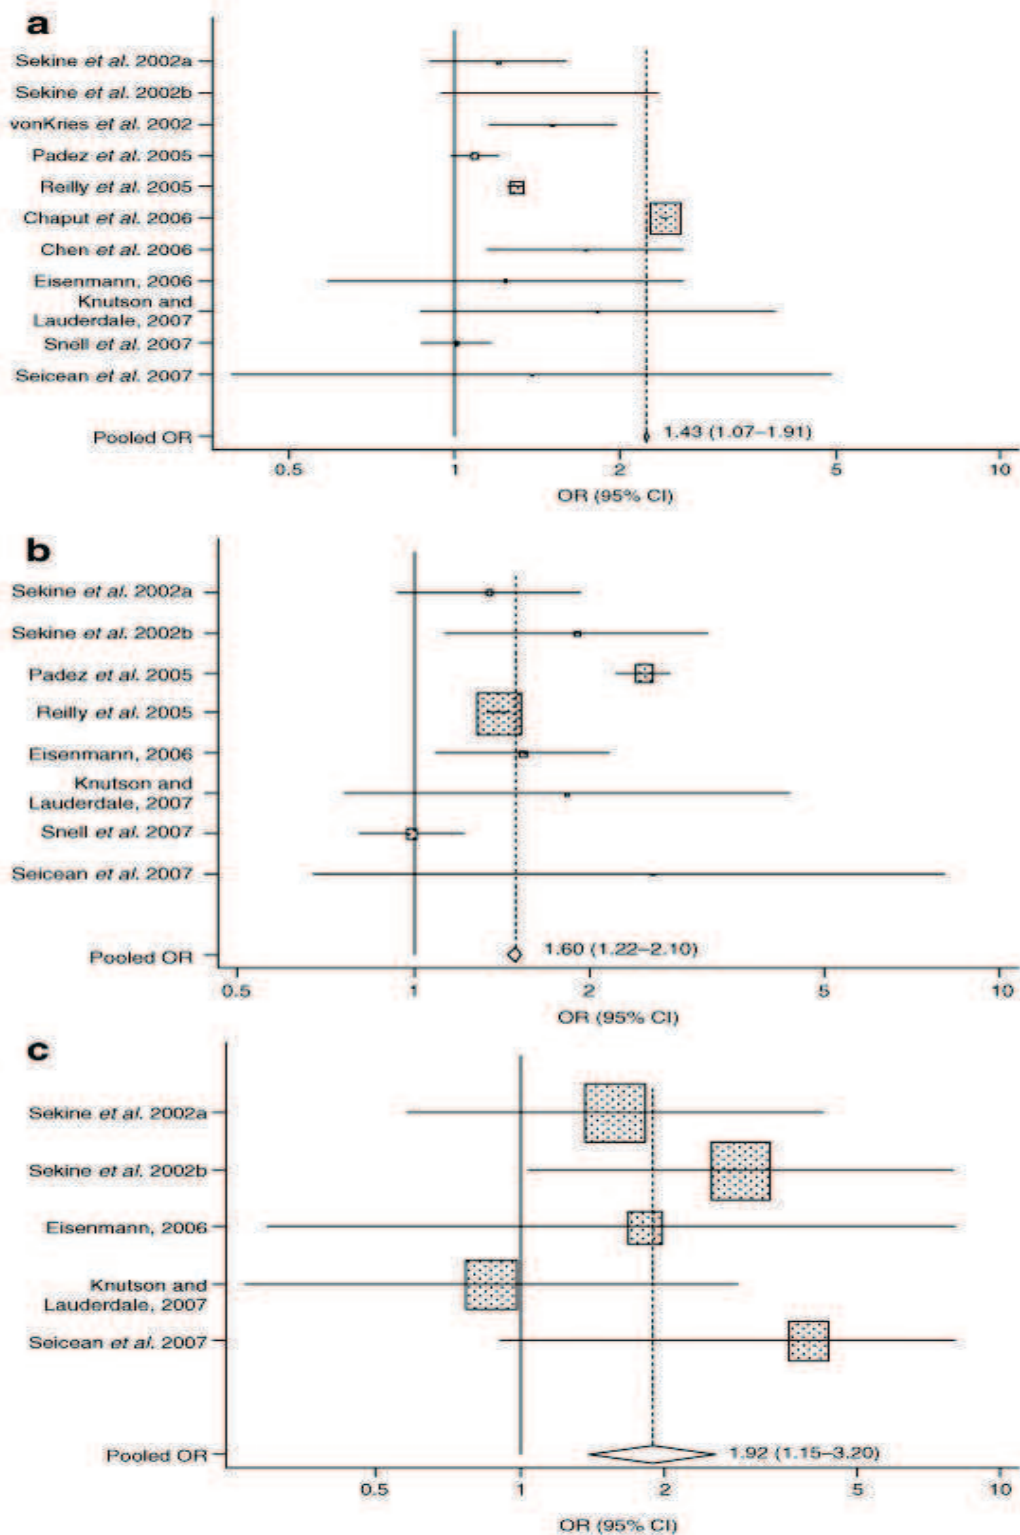 a
Sekine et al. 2002a
Sekine et al. 2002b
vonKries et al. 2002
Padez et al. 2005
Reilly et al. 2005
Chaput et al. 2006
Chen et al. 2006
Eisenmann, 2006
Knutson and
Lauderdale, 2007
Snell et al. 2007
Seicean et al. 2007
Pooled OR
1.43 (1.07–1.91)
0.5 1 2 5 10
OR (95% CI)
b
Sekine et al. 2002a
Sekine et al. 2002b
Padez et al. 2005
Reilly et al. 2005
Eisenmann, 2006
Knutson and
Lauderdale, 2007
Snell et al. 2007
Seicean et al. 2007
Pooled OR
1.60 (1.22–2.10)
0.5 1 2 5 10
OR (95% CI)
c
Sekine et al. 2002a
Sekine et al. 2002b
Eisenmann, 2006
Knutson and
Lauderdale, 2007
Seicean et al. 2007
Pooled OR
1.92 (1.15–3.20)
0.5 1 2 5 10
OR (95% CI)